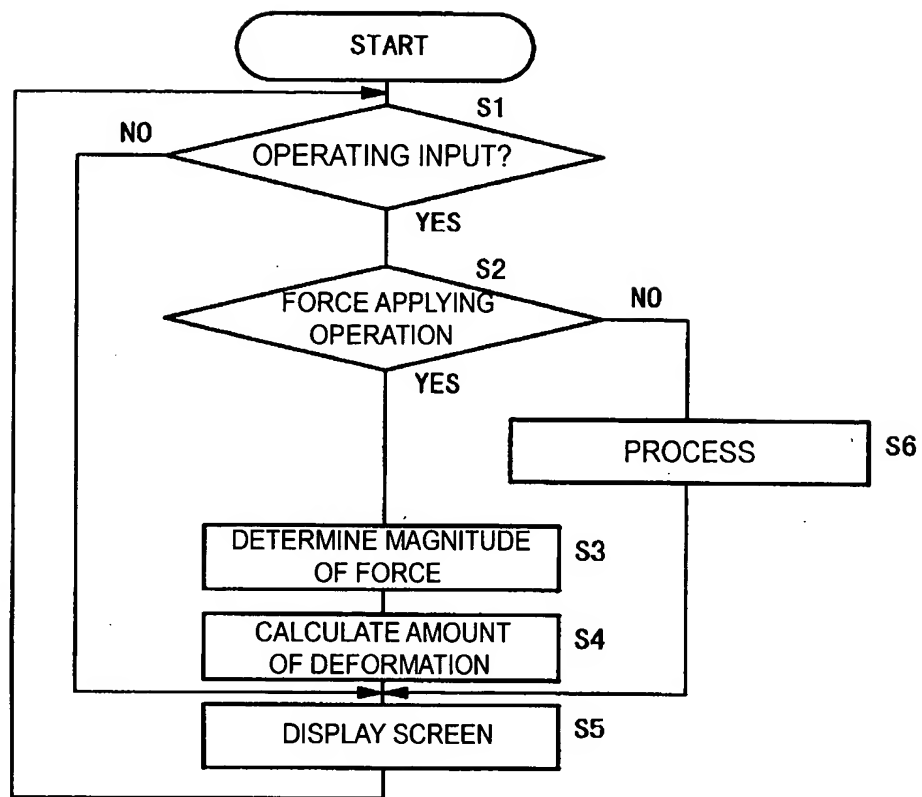 START
S1
NO
OPERATING INPUT?
YES
S2
FORCE APPLYING
OPERATION
NO
YES
PROCESS
S6
DETERMINE MAGNITUDE
OF FORCE
S3
CALCULATE AMOUNT
OF DEFORMATION
S4
DISPLAY SCREEN
S5